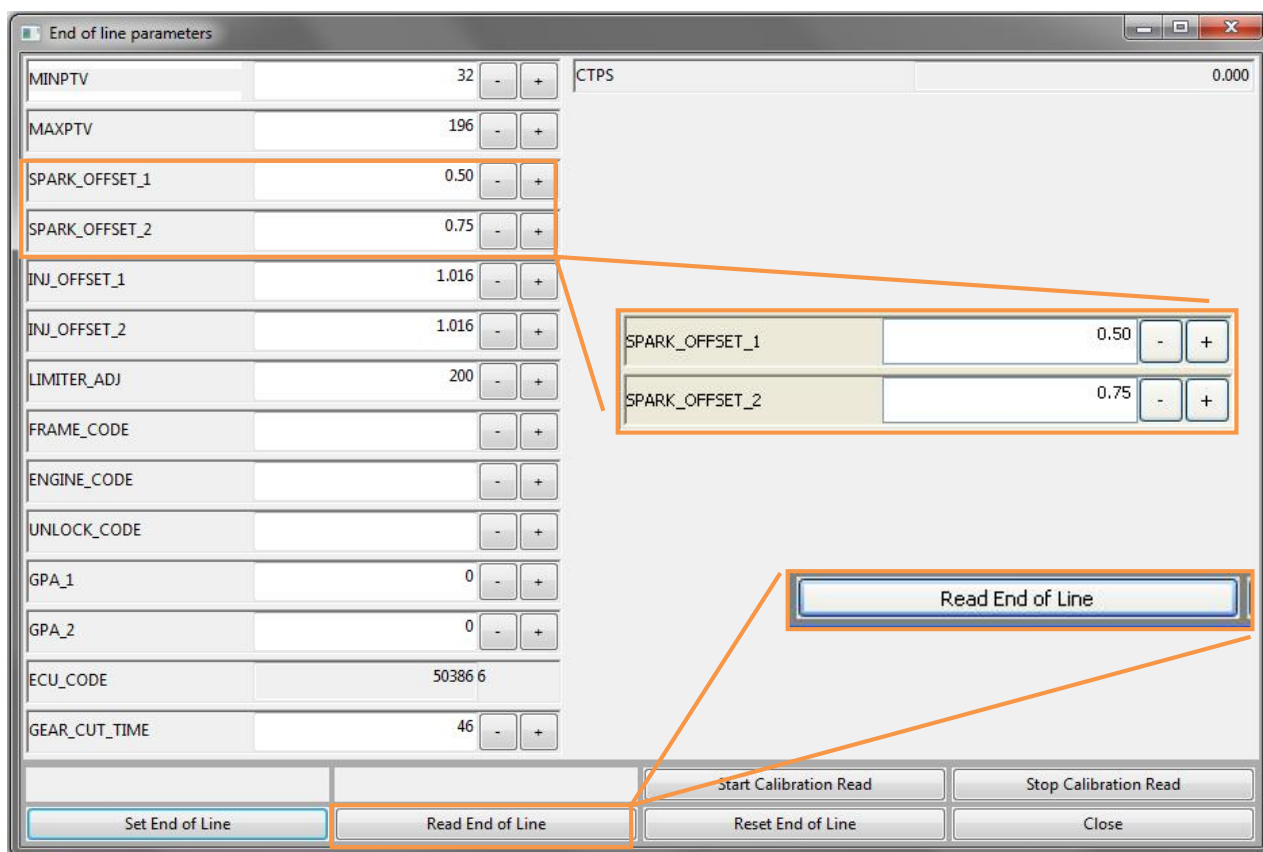 End of line parameters
MINPTV 32 - + CTPS 0.000
MAXPTV 196 - +
SPARK_OFFSET_1 0.50 - +
SPARK_OFFSET_2 0.75 - +
INJ_OFFSET_1 1.016 - +
INJ_OFFSET_2 1.016 - +
SPARK_OFFSET_1 0.50 - +
LIMITER_ADJ 200 - +
SPARK_OFFSET_2 0.75 - +
FRAME_CODE - +
ENGINE_CODE - +
UNLOCK_CODE - +
GPA_1 0 - +
Read End of Line
GPA_2 0 - +
ECU_CODE 50386 6
GEAR_CUT_TIME 46 - +
Start Calibration Read Stop Calibration Read
Set End of Line Read End of Line Reset End of Line Close